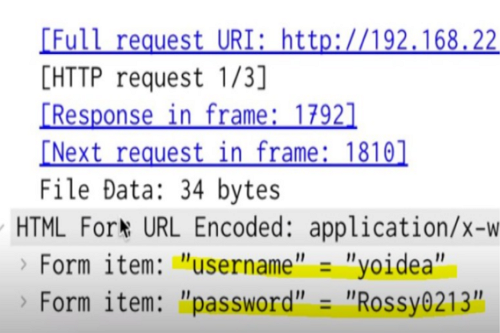 [Full request URI: http://192.168.22
[HTTP request 1/3]
[Response in frame: 1792]
[Next request in frame: 1810]
File Data: 34 bytes
HTML Form URL Encoded: application/x-w
Form item: "username" = "yoidea"
Form item: "password" = "Rossy0213"